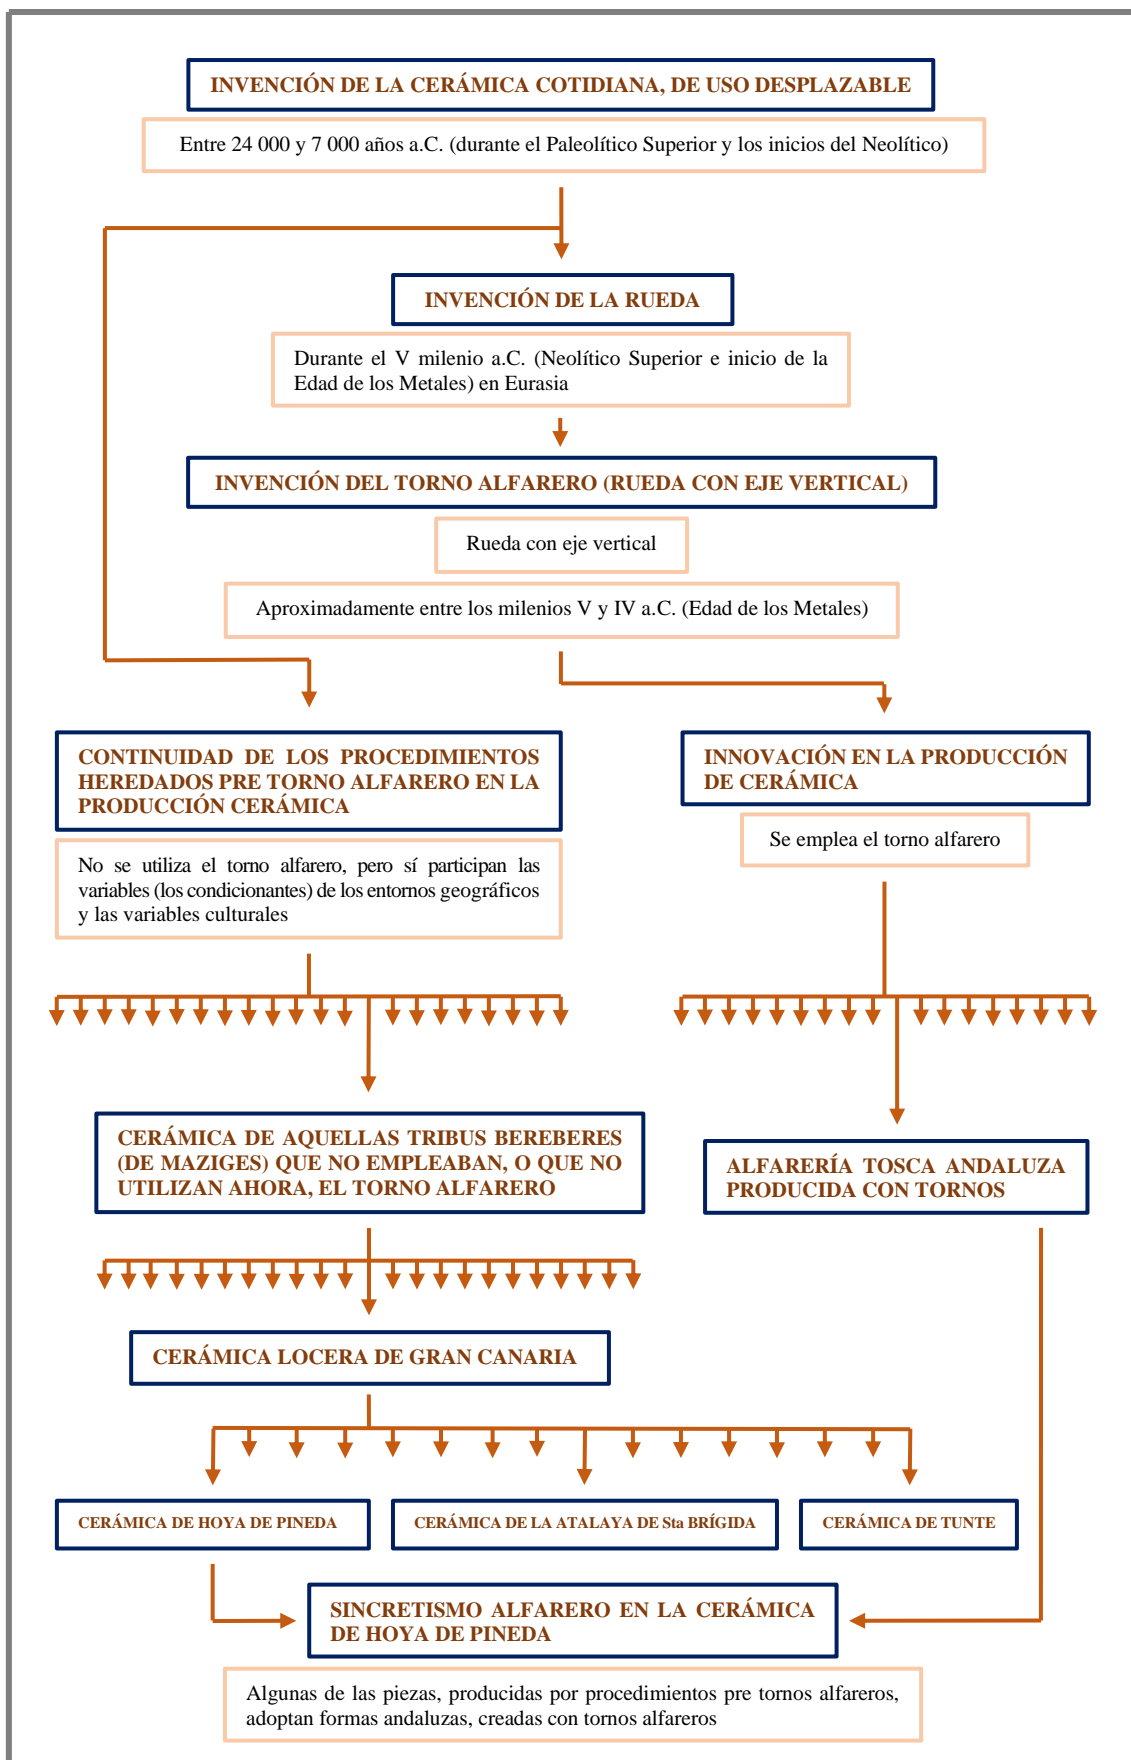 INVENCIÓN DE LA CERÁMICA COTIDIANA, DE USO DESPLAZABLE
Entre 24 000 y 7 000 años a.C. (durante el Paleolítico Superior y los inicios del Neolítico)
INVENCIÓN DE LA RUEDA
Durante el V milenio a.C. (Neolítico Superior e inicio de la
Edad de los Metales) en Eurasia
INVENCIÓN DEL TORNO ALFARERO (RUEDA CON EJE VERTICAL)
Rueda con eje vertical
Aproximadamente entre los milenios V y IV a.C. (Edad de los Metales)
CONTINUIDAD DE LOS PROCEDIMIENTOS
HEREDADOS PRE TORNO ALFARERO EN LA
PRODUCCIÓN CERÁMICA
No se utiliza el torno alfarero, pero sí participan las
variables (los condicionantes) de los entornos geográficos
y las variables culturales
INNOVACIÓN EN LA PRODUCCIÓN
DE CERÁMICA
Se emplea el torno alfarero
CERÁMICA DE AQUELLAS TRIBUS BEREBERES
(DE MAZIGES) QUE NO EMPLEABAN, O QUE NO
UTILIZAN AHORA, EL TORNO ALFARERO
ALFARERÍA TOSCA ANDALUZA
PRODUCIDA CON TORNOS
CERÁMICA LOCERA DE GRAN CANARIA
CERÁMICA DE HOYA DE PINEDA
CERÁMICA DE LA ATALAYA DE Sta BRÍGIDA
CERÁMICA DE TUNTE
SINCRETISMO ALFARERO EN LA CERÁMICA
DE HOYA DE PINEDA
Algunas de las piezas, producidas por procedimientos pre tornos alfareros,
adoptan formas andaluzas, creadas con tornos alfareros